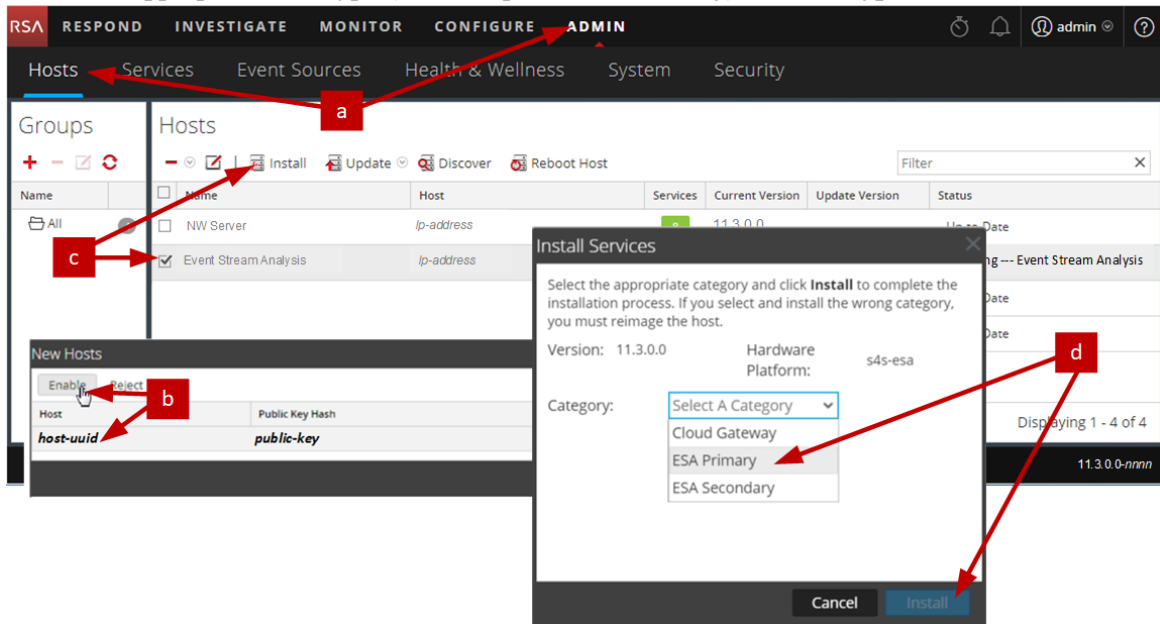 RSA RESPOND INVESTIGATE MONITOR CONFIGURE ADMIN admin ?
Hosts Services Event Sources Health & Wellness System Security
a
Groups
Hosts
Install Update Discover Reboot Host Filter X
Name
Name Host Services Current Version Update Version Status
All
NW Server Ip-address 11.3.0.0 Date
c
Event Stream Analysis Ip-address --- Event Stream Analysis
Date
Date
Install Services
Select the appropriate category and click Install to complete the
installation process. If you select and install the wrong category,
you must reimage the host.
Version: 11.3.0.0 Hardware
Platform: s4s-esa
d
Category: Select A Category
Cloud Gateway
ESA Primary
ESA Secondary
Cancel Install
New Hosts
Enable Reject
b
Host Public Key Hash
host-uuid public-key
Displaying 1 - 4 of 4
11.3.0.0-nnnn